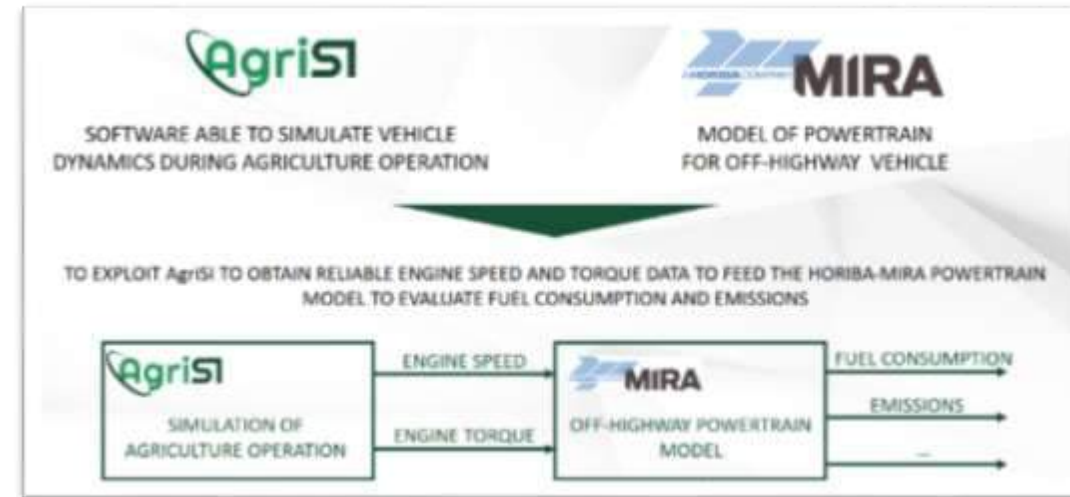 AgriSI
A HORIBA COMPANY MIRA
SOFTWARE ABLE TO SIMULATE VEHICLE
DYNAMICS DURING AGRICULTURE OPERATION
MODEL OF POWERTRAIN
FOR OFF-HIGHWAY VEHICLE
TO EXPLOIT AgriSI TO OBTAIN RELIABLE ENGINE SPEED AND TORQUE DATA TO FEED THE HORIBA-MIRA POWERTRAIN
MODEL TO EVALUATE FUEL CONSUMPTION AND EMISSIONS
AgriSI
SIMULATION OF
AGRICULTURE OPERATION
ENGINE SPEED
ENGINE TORQUE
MIRA
OFF-HIGHWAY POWERTRAIN
MODEL
FUEL CONSUMPTION
EMISSIONS
...